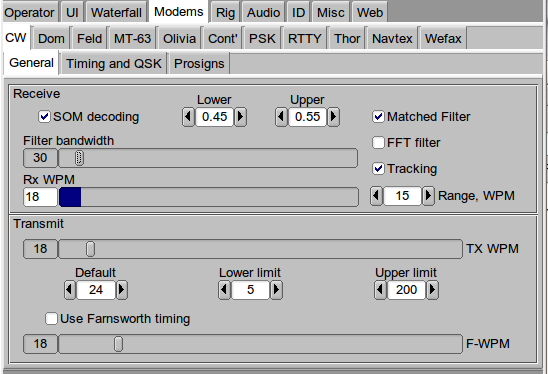 Operator UI Waterfall Modems Rig Audio ID Misc Web
CW Dom Feld MT-63 Olivia Cont' PSK RTTY Thor Navtex Wefax
General Timing and QSK Prosigns
Receive
Lower Upper
SOM decoding 0.45 0.55 Matched Filter
Filter bandwidth FFT filter
30
Tracking
Rx WPM
18 15 Range, WPM
Transmit
18 TX WPM
Default Lower limit Upper limit
24 5 200
Use Farnsworth timing
18 F-WPM